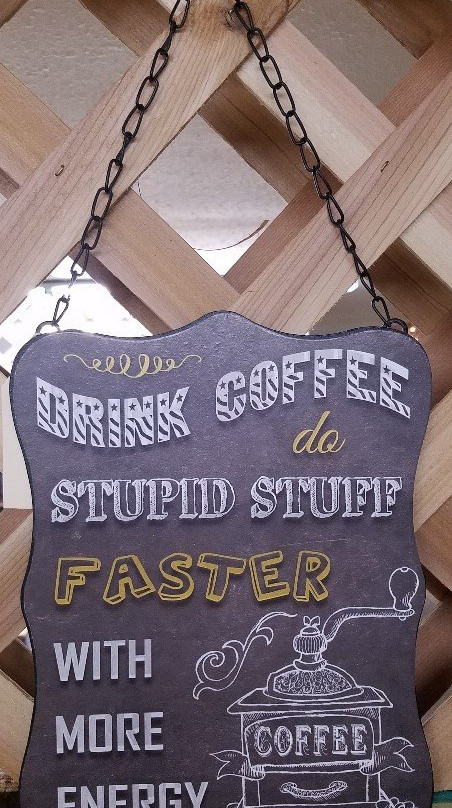 DRINK COFFEE
do
STUPID STUFF
FASTER
WITH
MORE
ENERGY
COFFEE